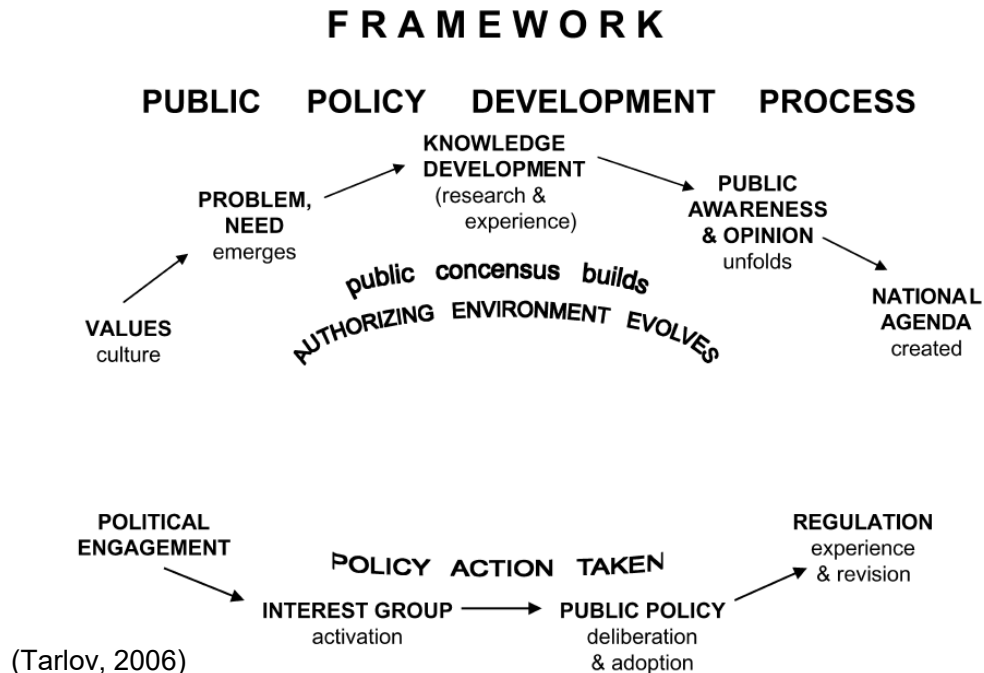 FRAMEWORK
PUBLIC POLICY DEVELOPMENT PROCESS
VALUES
culture
PROBLEM,
NEED
emerges
KNOWLEDGE
DEVELOPMENT
(research &
experience)
PUBLIC
AWARENESS
& OPINION
unfolds
NATIONAL
AGENDA
created
public concensus builds
AUTHORIZING ENVIRONMENT EVOLVES
POLITICAL
ENGAGEMENT
POLICY ACTION TAKEN
INTEREST GROUP
activation
PUBLIC POLICY
deliberation
& adoption
REGULATION
experience
& revision
(Tarlov, 2006)